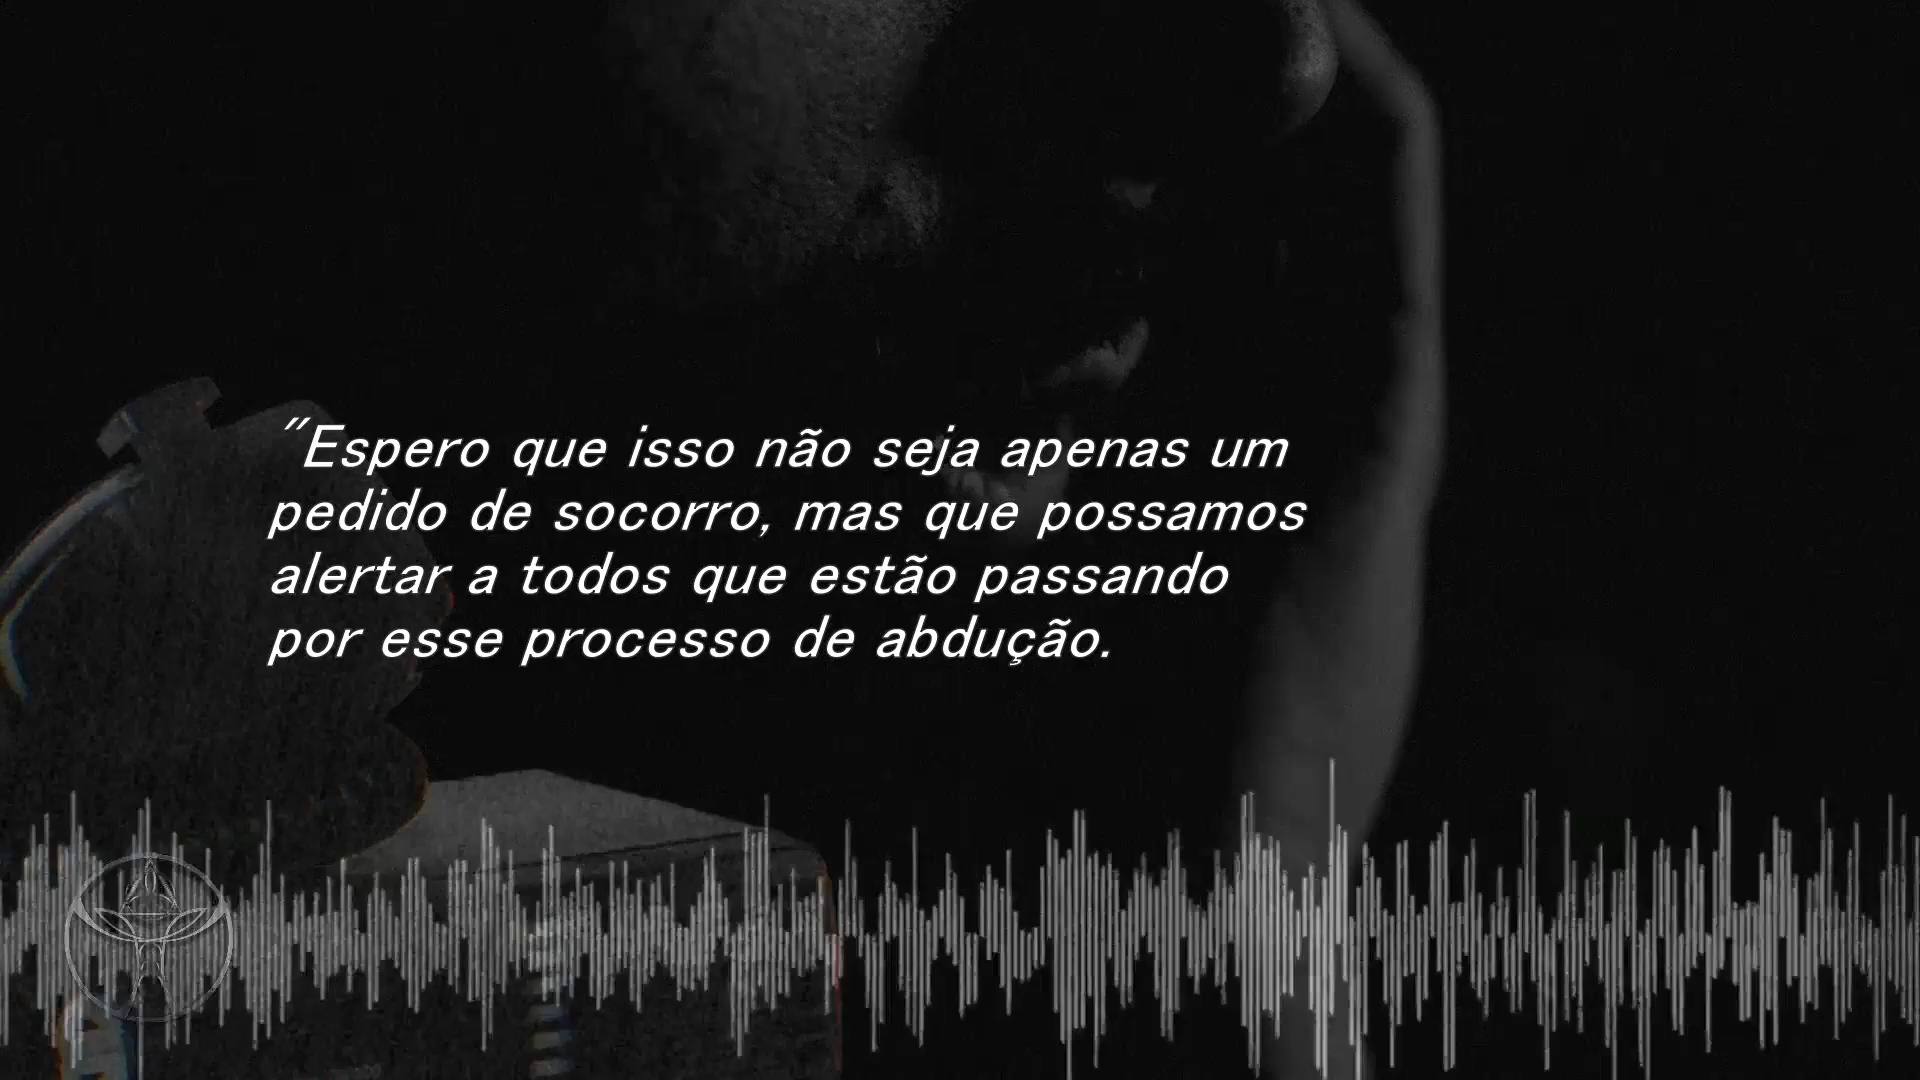 "Espero que isso não seja apenas um
pedido de socorro, mas que possamos
alertar a todos que estão passando
por esse processo de abdução.